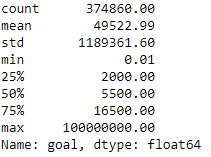 count 374860.00
mean 49522.99
std 1189361.60
min 0.01
25% 2000.00
50% 5500.00
75% 16500.00
max 100000000.00
Name: goal, dtype: float64